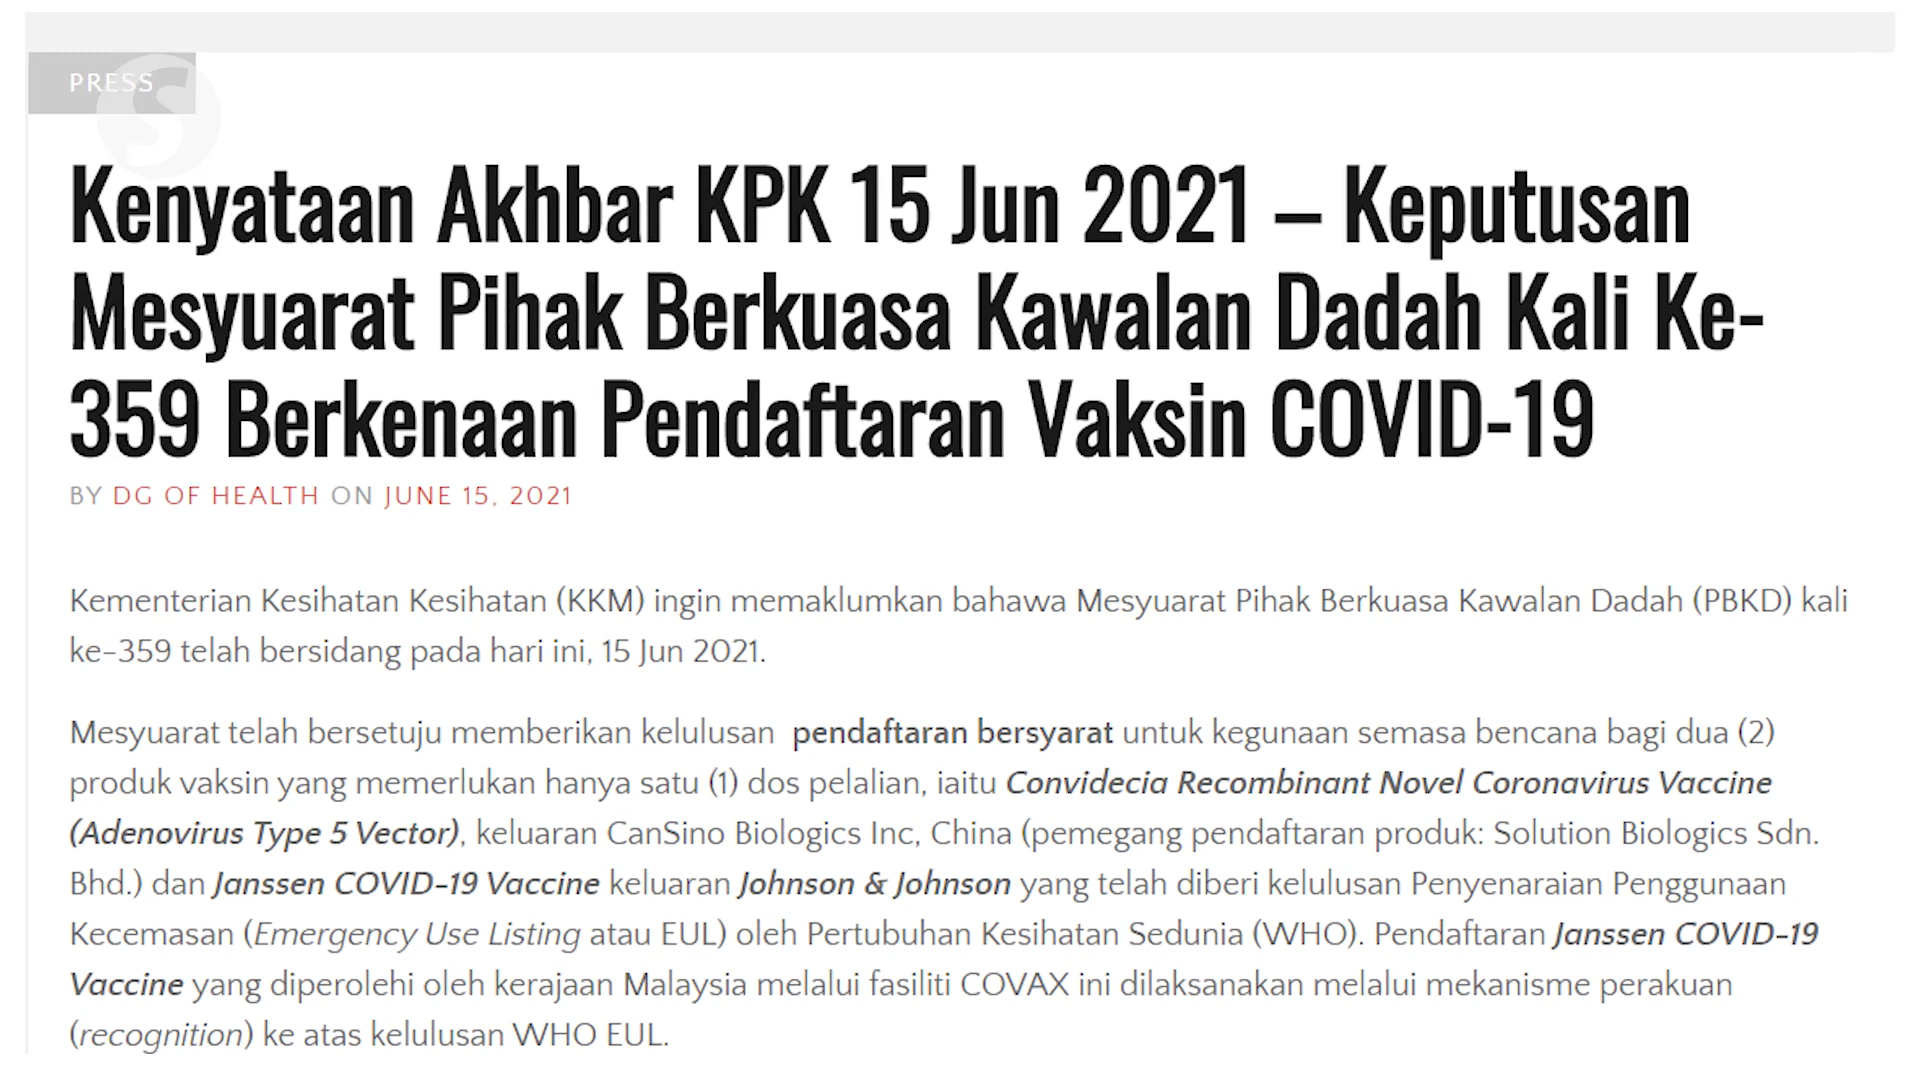 PRESS
Kenyataan Akhbar KPK 15 Jun 2021 – Keputusan
Mesyuarat Pihak Berkuasa Kawalan Dadah Kali Ke-
359 Berkenaan Pendaftaran Vaksin COVID-19
BY DG OF HEALTH ON JUNE 15, 2021
Kementerian Kesihatan Kesihatan (KKM) ingin memaklumkan bahawa Mesyuarat Pihak Berkuasa Kawalan Dadah (PBKD) kali
ke-359 telah bersidang pada hari ini, 15 Jun 2021.
Mesyuarat telah bersetuju memberikan kelulusan pendaftaran bersyarat untuk kegunaan semasa bencana bagi dua (2)
produk vaksin yang memerlukan hanya satu (1) dos pelalian, iaitu Convidecia Recombinant Novel Coronavirus Vaccine
(Adenovirus Type 5 Vector), keluaran CanSino Biologics Inc, China (pemegang pendaftaran produk: Solution Biologics Sdn.
Bhd.) dan Janssen COVID-19 Vaccine keluaran Johnson & Johnson yang telah diberi kelulusan Penyenaraian Penggunaan
Kecemasan (Emergency Use Listing atau EUL) oleh Pertubuhan Kesihatan Sedunia (WHO). Pendaftaran Janssen COVID-19
Vaccine yang diperolehi oleh kerajaan Malaysia melalui fasiliti COVAX ini dilaksanakan melalui mekanisme perakuan
(recognition) ke atas kelulusan WHO EUL.